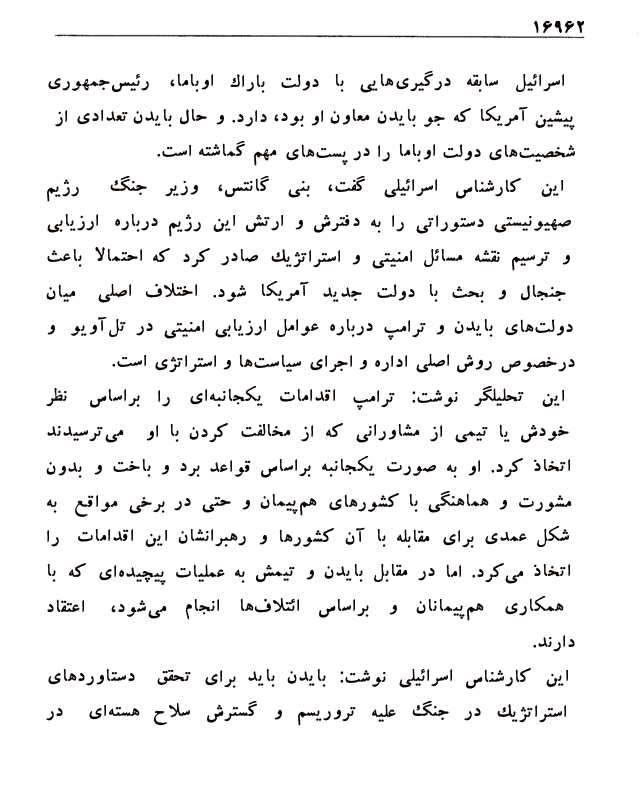 ۱۶۹۶۲
اسرائیل سابقه درگیری‌هایی با دولت باراك اوباما، رئیس‌جمهوری
پیشین آمریکا که جو بایدن معاون او بود، دارد. و حال بایدن تعدادی از
شخصیت‌های دولت اوباما را در پست‌های مهم گماشته است.
این کارشناس اسرائیلی گفت، بنی گانتس، وزیر جنگ رژیم
صهیونیستی دستوراتی را به دفترش و ارتش این رژیم درباره ارزیابی
و ترسیم نقشه مسائل امنیتی و استراتژیك صادر کرد که احتمالا باعث
جنجال و بحث با دولت جدید آمریکا شود. اختلاف اصلی میان
دولت‌های بایدن و ترامپ درباره عوامل ارزیابی امنیتی در تل‌آویو و
درخصوص روش اصلی اداره و اجرای سیاست‌ها و استراتژی است.
این تحلیلگر نوشت: ترامپ اقدامات یکجانبه‌ای را براساس نظر
خودش یا تیمی از مشاورانی که از مخالفت کردن با او می‌ترسیدند
اتخاذ کرد. او به صورت یکجانبه براساس قواعد برد و باخت و بدون
مشورت و هماهنگی با کشورهای هم‌پیمان و حتی در برخی مواقع به
شکل عمدی برای مقابله با آن کشورها و رهبرانشان این اقدامات را
اتخاذ می‌کرد. اما در مقابل بایدن و تیمش به عملیات پیچیده‌ای که با
همکاری هم‌پیمانان و براساس ائتلاف‌ها انجام می‌شود، اعتقاد
دارند.
این کارشناس اسرائیلی نوشت: بایدن باید برای تحقق دستاوردهای
استراتژیك در جنگ علیه تروریسم و گسترش سلاح هسته‌ای در